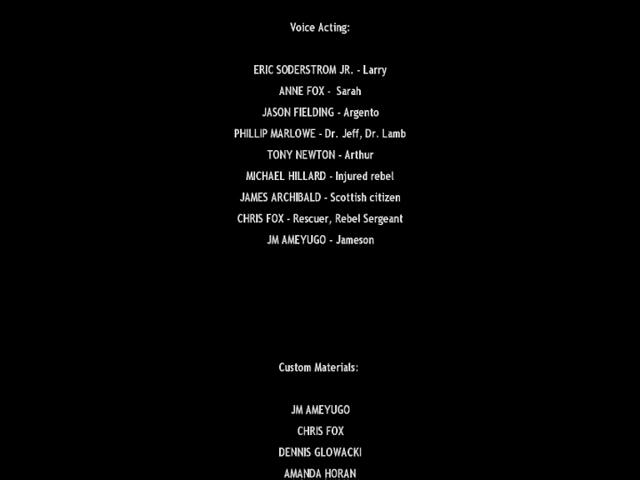 Voice Acting:
ERIC SODERSTROM JR. - Larry
ANNE FOX - Sarah
JASON FIELDING - Argento
PHILLIP MARLOWE - Dr. Jeff, Dr. Lamb
TONY NEWTON - Arthur
MICHAEL HILLARD - Injured rebel
JAMES ARCHIBALD - Scottish citizen
CHRIS FOX - Rescuer, Rebel Sergeant
JM AMEYUGO - Jameson
Custom Materials:
JM AMEYUGO
CHRIS FOX
DENNIS GLOWACKI
AMANDA HORAN